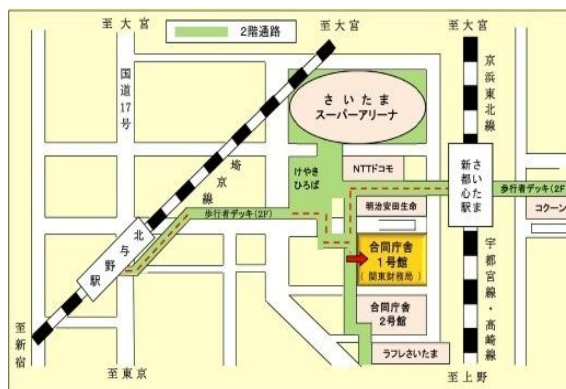 至大宮
至大宮
至大宮
2階通路
国道17号
京浜東北線
さいたま
スーパーアリーナ
埼京線
けやき
ひろば
NTTドコモ
さいたま
新都心駅
明治安田生命
歩行者デッキ(2F)
歩行者デッキ(2F)
コクーン
北与野駅
合同庁舎
1号館
(関東財務局)
宇都宮線・高崎線
合同庁舎
2号館
至新宿
至東京
ラフレさいたま
至上野